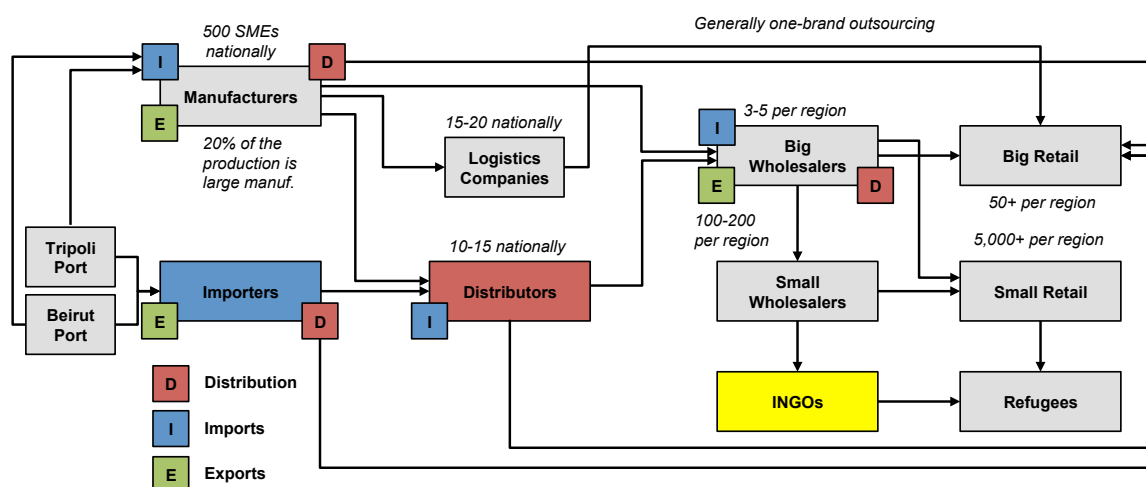 500 SMEs
nationally
Generally one-brand outsourcing
I
D
Manufacturers
E
20% of the
production is
large manuf.
15-20 nationally
Logistics
Companies
3-5 per region
I
Big
Wholesalers
E
D
100-200
per region
Big Retail
50+ per region
5,000+ per region
Tripoli
Port
Beirut
Port
Importers
E
D
10-15 nationally
Distributors
I
Small
Wholesalers
Small Retail
INGOs
Refugees
D Distribution
I Imports
E Exports